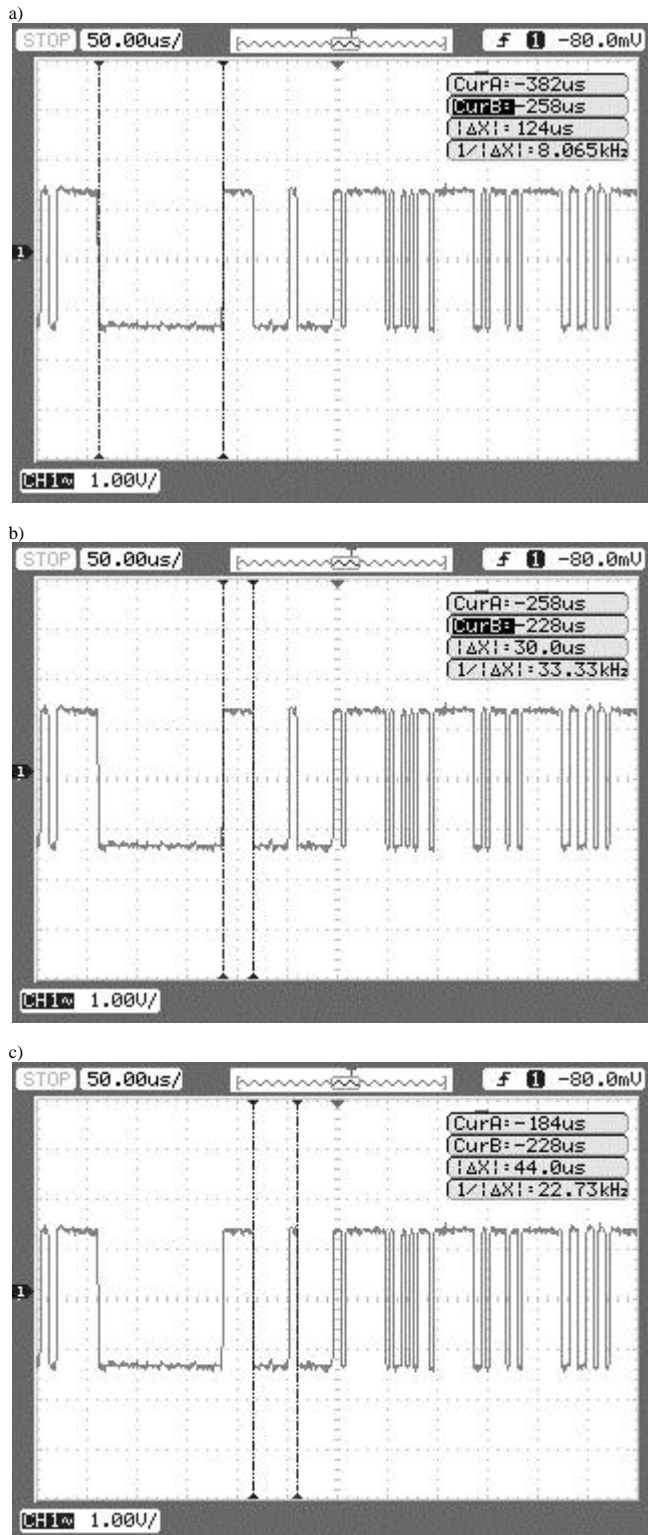 a)
STOP 50.00us/ T f 1 -80.0mV
CurA:-382us
CurB:-258us
|ΔX|:124us
1/|ΔX|:8.065kHz
1
CH1~ 1.00V/
b)
STOP 50.00us/ T f 1 -80.0mV
CurA:-258us
CurB:-228us
|ΔX|:30.0us
1/|ΔX|:33.33kHz
1
CH1~ 1.00V/
c)
STOP 50.00us/ T f 1 -80.0mV
CurA:-184us
CurB:-228us
|ΔX|:44.0us
1/|ΔX|:22.73kHz
1
CH1~ 1.00V/